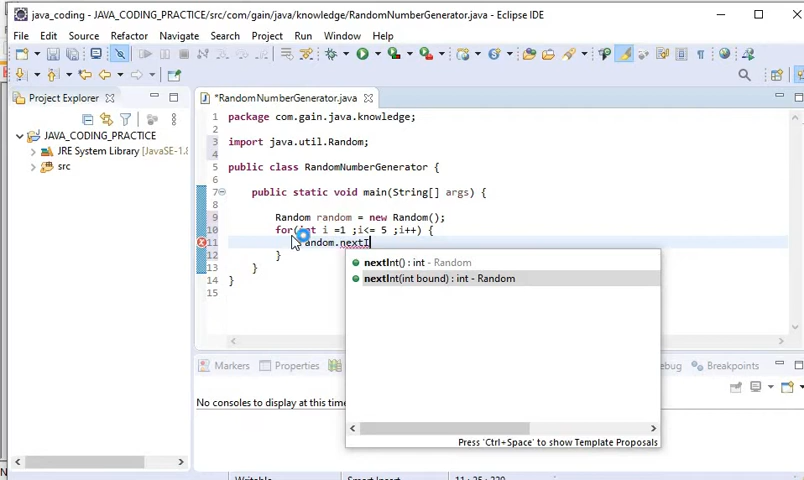 java_coding - JAVA_CODING_PRACTICE/src/com/gain/java/knowledge/RandomNumberGenerator.java - Eclipse IDE
File Edit Source Refactor Navigate Search Project Run Window Help
Project Explorer
*RandomNumberGenerator.java
JAVA_CODING_PRACTICE
JRE System Library [JavaSE-1.8
src
1 package com.gain.java.knowledge;
2
3 import java.util.Random;
4
5 public class RandomNumberGenerator {
6
7 public static void main(String[] args) {
8
9 Random random = new Random();
10 for(int i =1 ;i<= 5 ;i++) {
11 random.nextI
12 }
13 }
14 }
15
nextInt() : int - Random
nextInt(int bound) : int - Random
Press 'Ctrl+Space' to show Template Proposals
Markers Properties
ebug Breakpoints
No consoles to display at this time
Writable Smart Insert 11 : 25 : 220